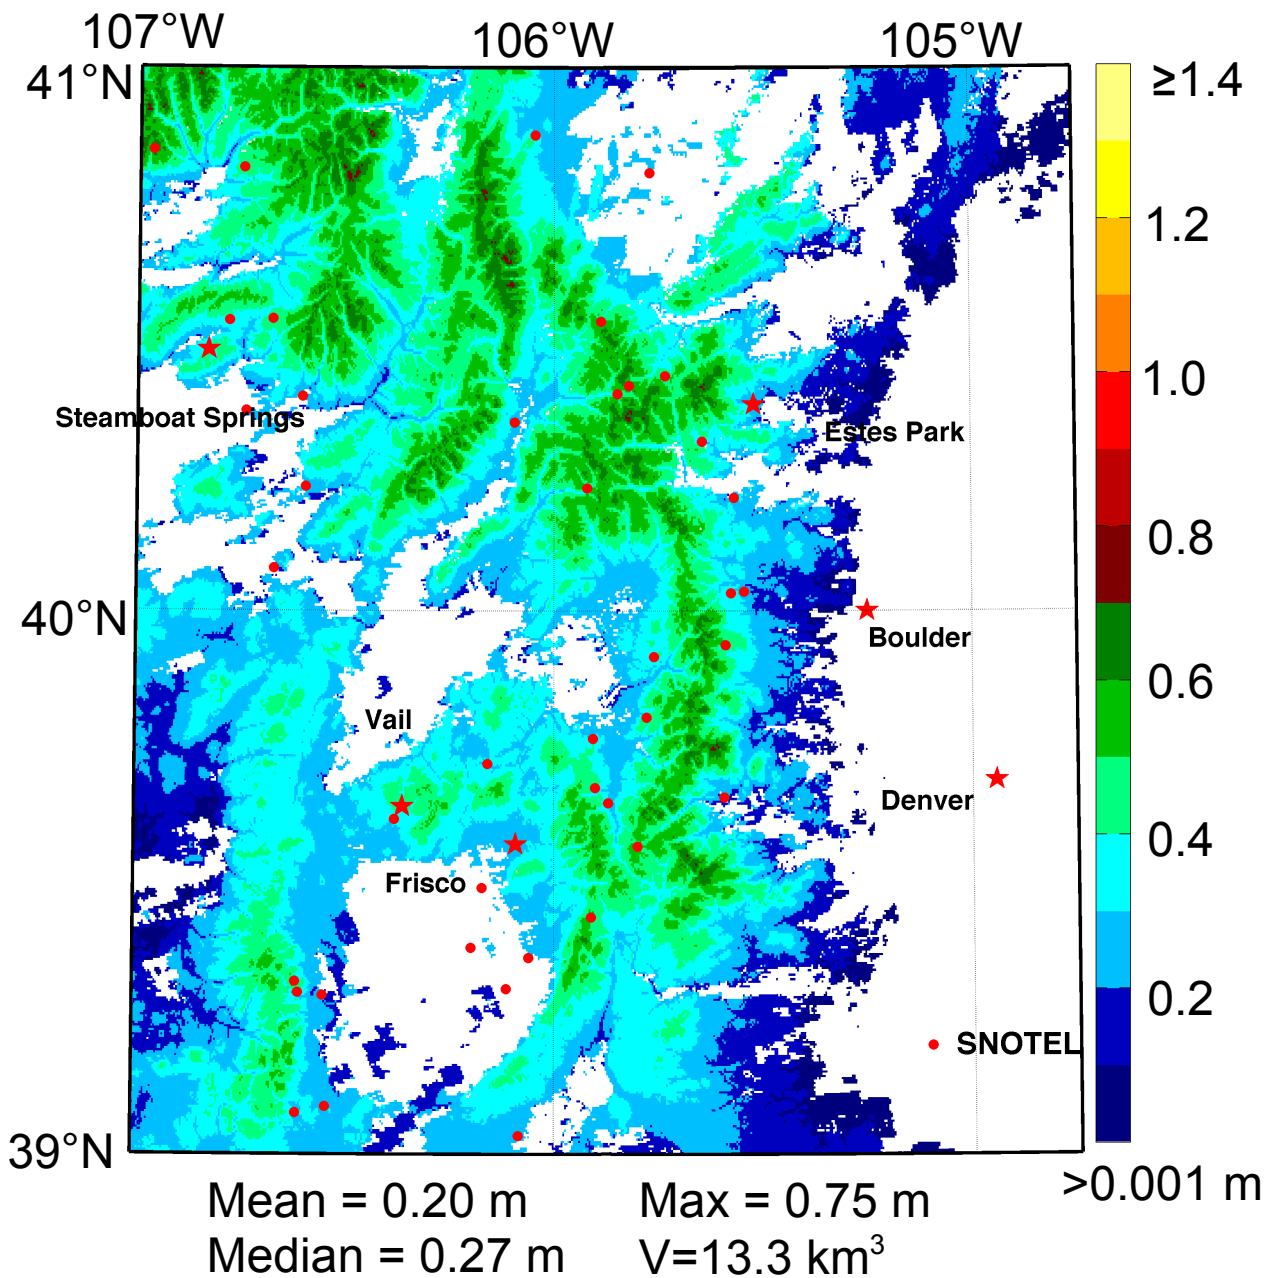 107°W 106°W 105°W
41°N
≥1.4
1.2
1.0
Steamboat Springs
Estes Park
0.8
40°N
Boulder
0.6
Vail
Denver
0.4
Frisco
0.2
SNOTEL
39°N
>0.001 m
Mean = 0.20 m Max = 0.75 m
Median = 0.27 m V=13.3 km³